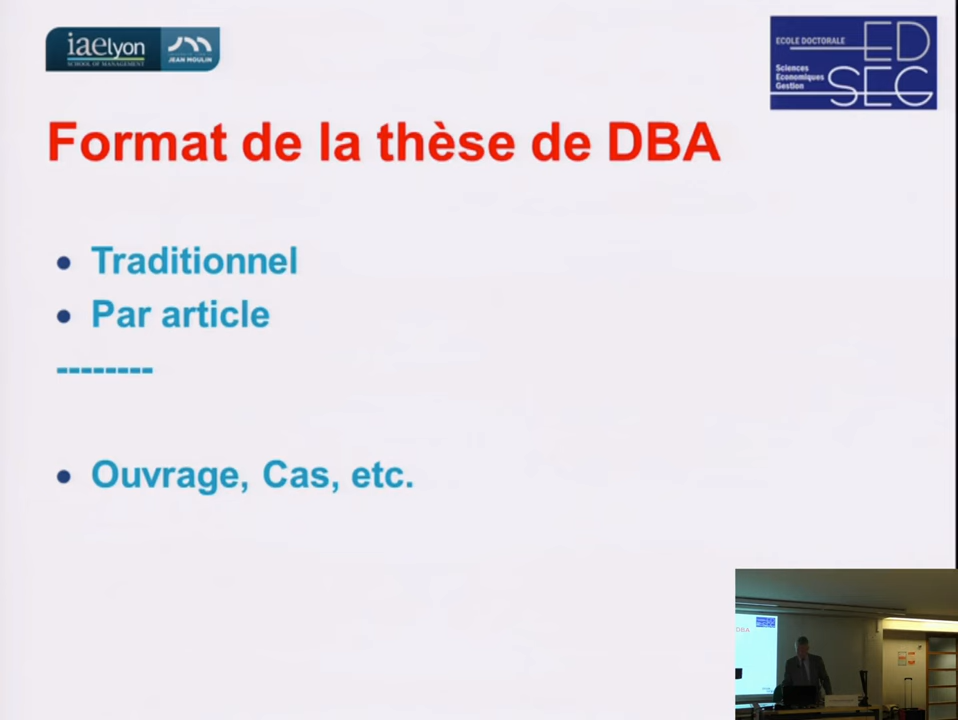 iaelyon
SCHOOL OF MANAGEMENT
JEAN MOULIN
ECOLE DOCTORALE
Sciences
Economiques
Gestion
ED
SEG
Format de la thèse de DBA
• Traditionnel
• Par article
--------
• Ouvrage, Cas, etc.
DBA